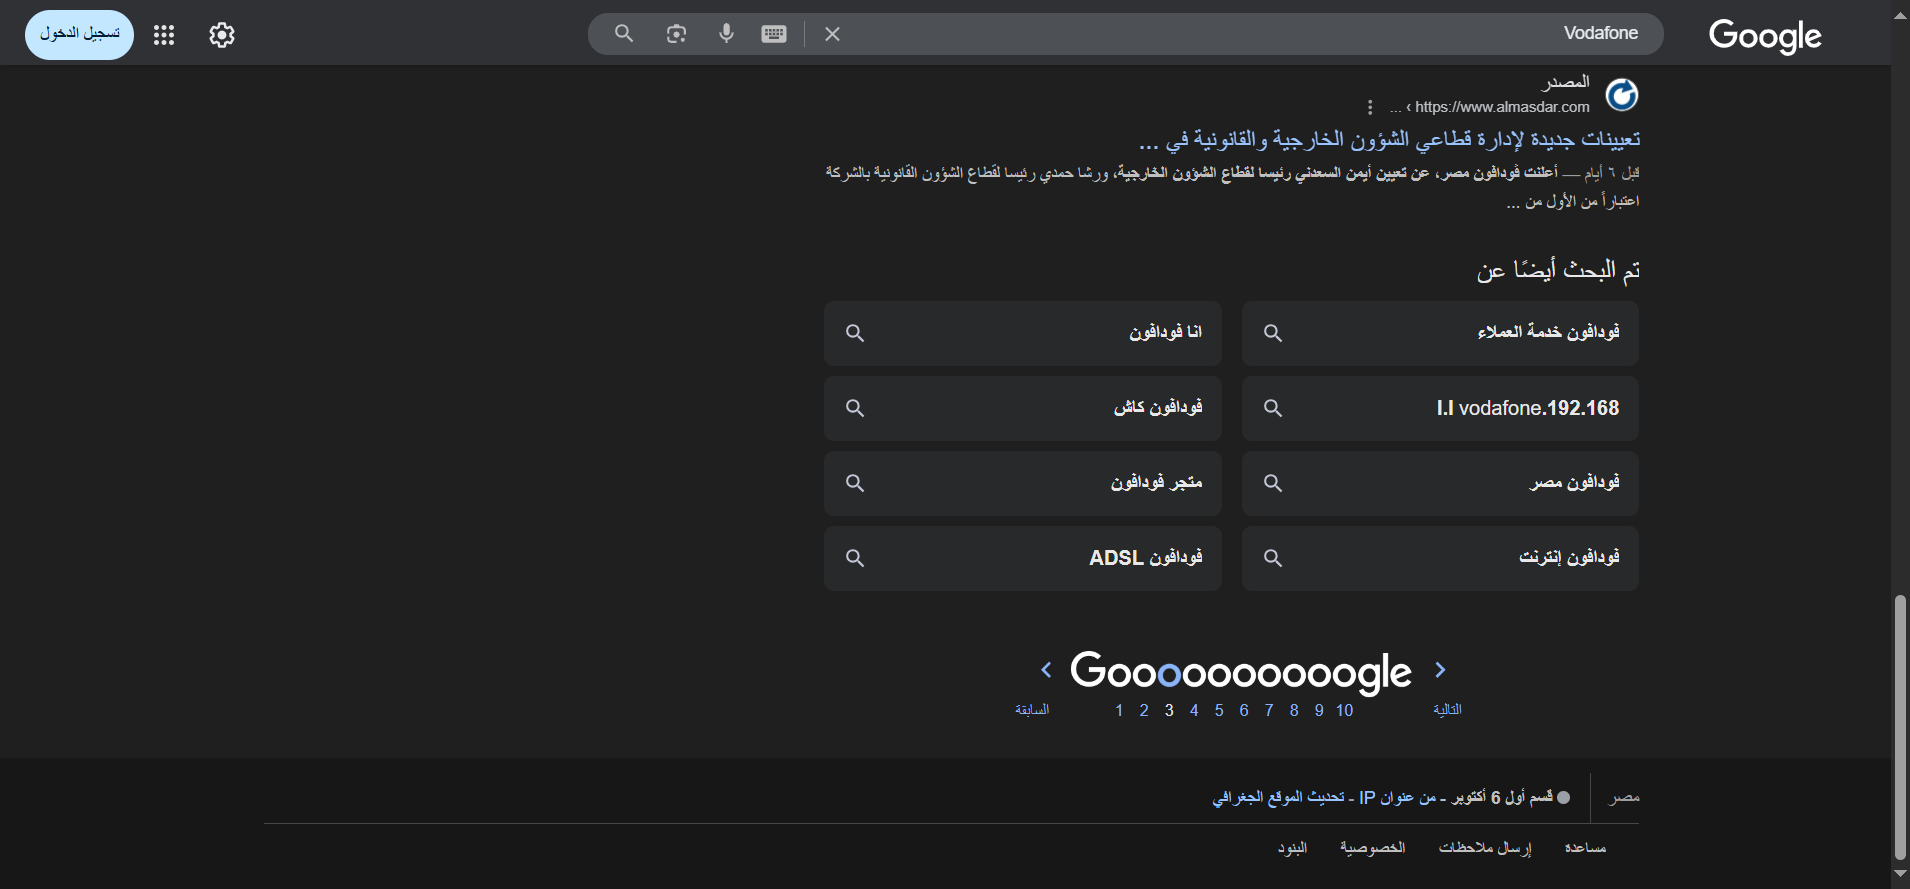 Google
Vodafone
تسجيل الدخول
المصدر
https://www.almasdar.com › ...
تعيينات جديدة لإدارة قطاعي الشؤون الخارجية والقانونية في ...
قبل ٦ أيام — أعلنت ڤودافون مصر، عن تعيين أيمن السعدني رئيسا لقطاع الشؤون الخارجية، ورشا حمدي رئيسا لقطاع الشؤون القانونية بالشركة
اعتباراً من الأول من ...
تم البحث أيضًا عن
فودافون خدمة العملاء
انا فودافون
192.168.l.l vodafone
فودافون كاش
فودافون مصر
متجر فودافون
فودافون إنترنت
فودافون ADSL
Goooooooooogle
السابقة
1 2 3 4 5 6 7 8 9 10
التالية
مصر
قسم أول 6 أكتوبر - من عنوان IP - تحديث الموقع الجغرافي
مساعدة
إرسال ملاحظات
الخصوصية
البنود